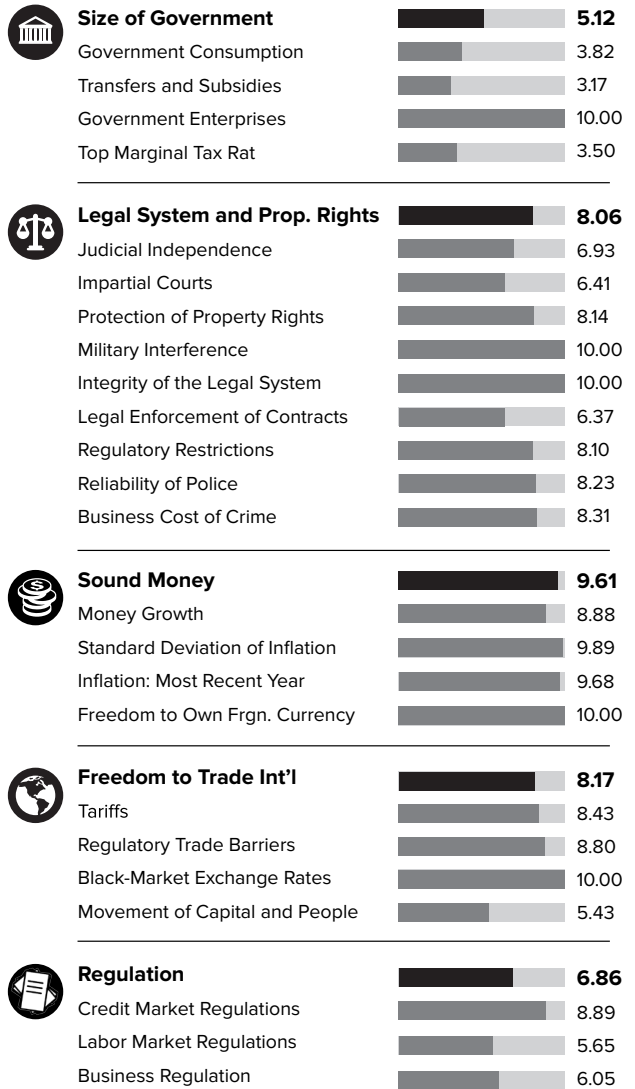 Size of Government 5.12
Government Consumption 3.82
Transfers and Subsidies 3.17
Government Enterprises 10.00
Top Marginal Tax Rat 3.50
Legal System and Prop. Rights 8.06
Judicial Independence 6.93
Impartial Courts 6.41
Protection of Property Rights 8.14
Military Interference 10.00
Integrity of the Legal System 10.00
Legal Enforcement of Contracts 6.37
Regulatory Restrictions 8.10
Reliability of Police 8.23
Business Cost of Crime 8.31
$
Sound Money 9.61
Money Growth 8.88
Standard Deviation of Inflation 9.89
Inflation: Most Recent Year 9.68
Freedom to Own Frgn. Currency 10.00
Freedom to Trade Int’l 8.17
Tariffs 8.43
Regulatory Trade Barriers 8.80
Black-Market Exchange Rates 10.00
Movement of Capital and People 5.43
Regulation 6.86
Credit Market Regulations 8.89
Labor Market Regulations 5.65
Business Regulation 6.05